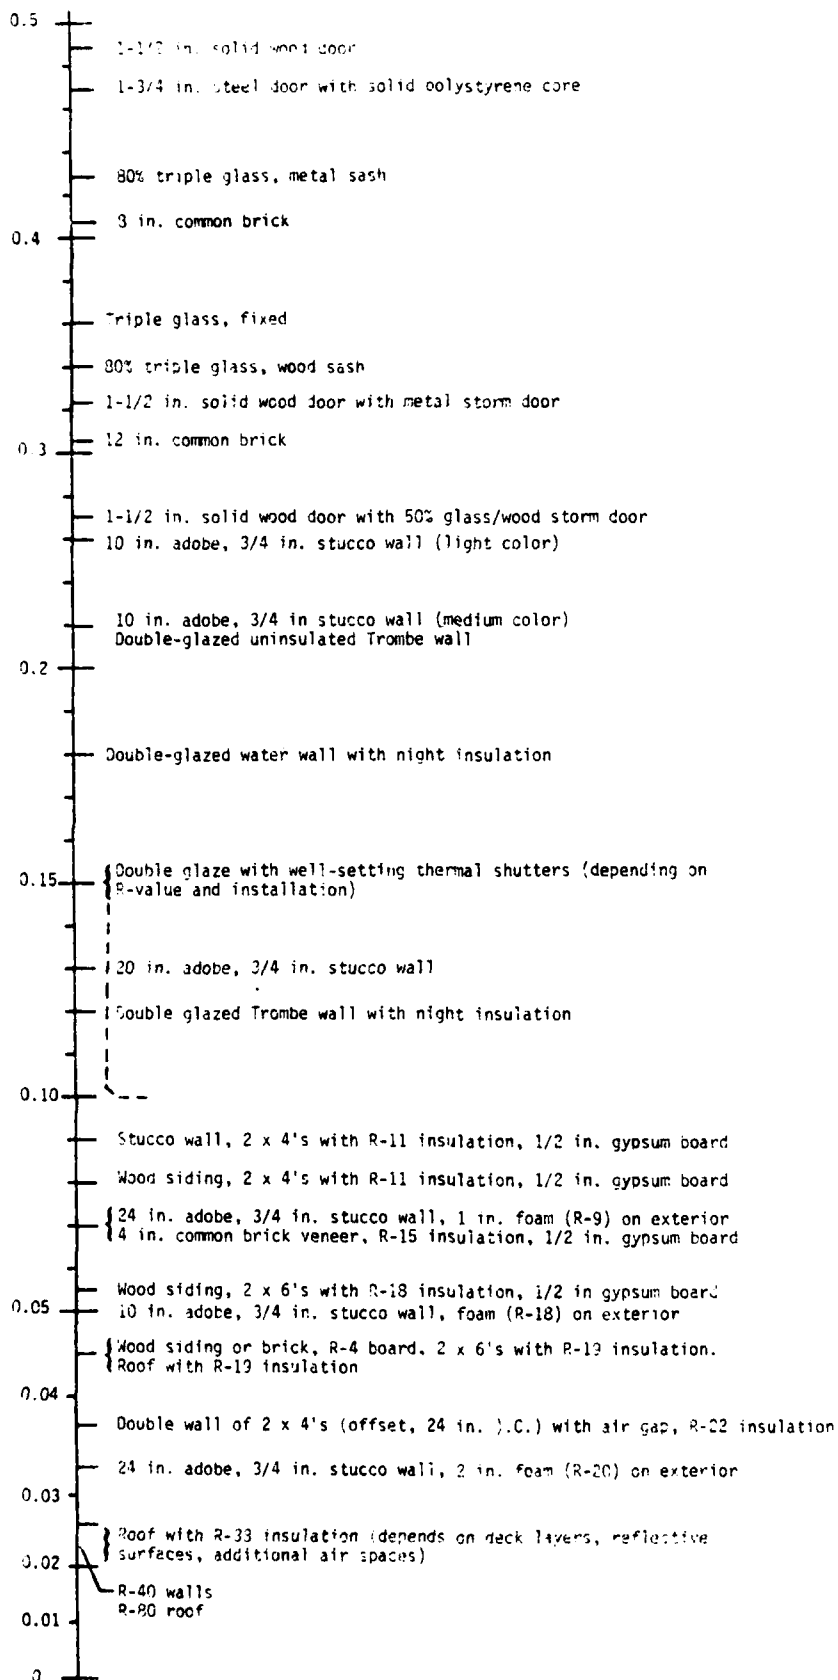 0.5
1-1/2 in. solid wood door
1-3/4 in. steel door with solid polystyrene core
80% triple glass, metal sash
8 in. common brick
0.4
Triple glass, fixed
80% triple glass, wood sash
1-1/2 in. solid wood door with metal storm door
12 in. common brick
0.3
1-1/2 in. solid wood door with 50% glass/wood storm door
10 in. adobe, 3/4 in. stucco wall (light color)
10 in. adobe, 3/4 in stucco wall (medium color)
Double-glazed uninsulated Trombe wall
0.2
Double-glazed water wall with night insulation
Double glaze with well-setting thermal shutters (depending on
0.15
R-value and installation)
20 in. adobe, 3/4 in. stucco wall
Double glazed Trombe wall with night insulation
0.10
Stucco wall, 2 x 4's with R-11 insulation, 1/2 in. gypsum board
Wood siding, 2 x 4's with R-11 insulation, 1/2 in. gypsum board
24 in. adobe, 3/4 in. stucco wall, 1 in. foam (R-9) on exterior
4 in. common brick veneer, R-15 insulation, 1/2 in. gypsum board
Wood siding, 2 x 6's with R-18 insulation, 1/2 in gypsum board
0.05
10 in. adobe, 3/4 in. stucco wall, foam (R-18) on exterior
Wood siding or brick, R-4 board, 2 x 6's with R-19 insulation.
Roof with R-19 insulation
0.04
Double wall of 2 x 4's (offset, 24 in. O.C.) with air gap, R-22 insulation
24 in. adobe, 3/4 in. stucco wall, 2 in. foam (R-20) on exterior
0.03
Roof with R-33 insulation (depends on deck layers, reflective
surfaces, additional air spaces)
0.02
R-40 walls
R-80 roof
0.01
0